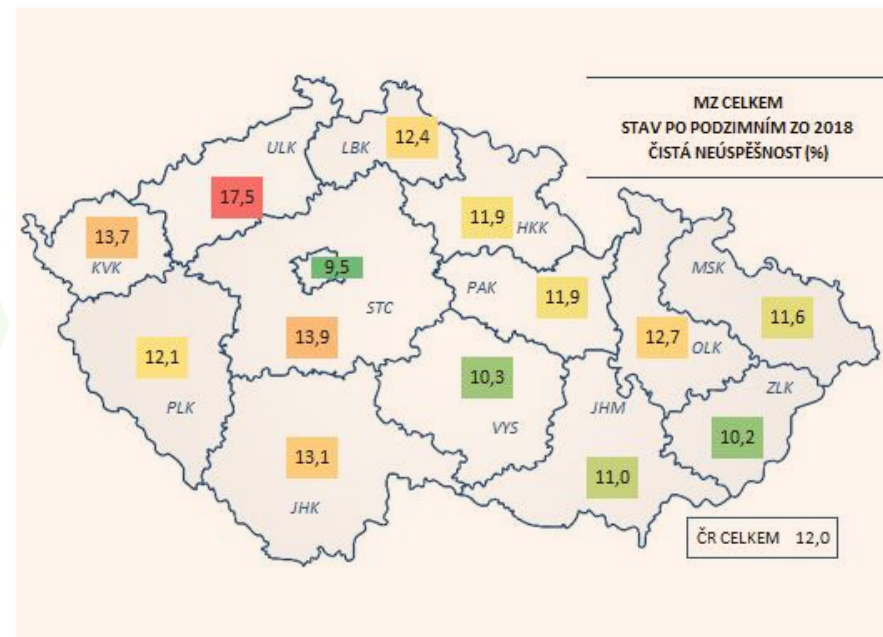 MZ CELKEM
STAV PO PODZIMNÍM ZO 2018
ČISTÁ NEÚSPĚŠNOST (%)
ULK
17,5
LBK
12,4
13,7
KVK
11,9
HKK
9,5
STC
13,9
PAK
11,9
MSK
11,6
12,7
OLK
12,1
PLK
10,3
VYS
JHM
11,0
ZLK
10,2
13,1
JHK
ČR CELKEM 12,0